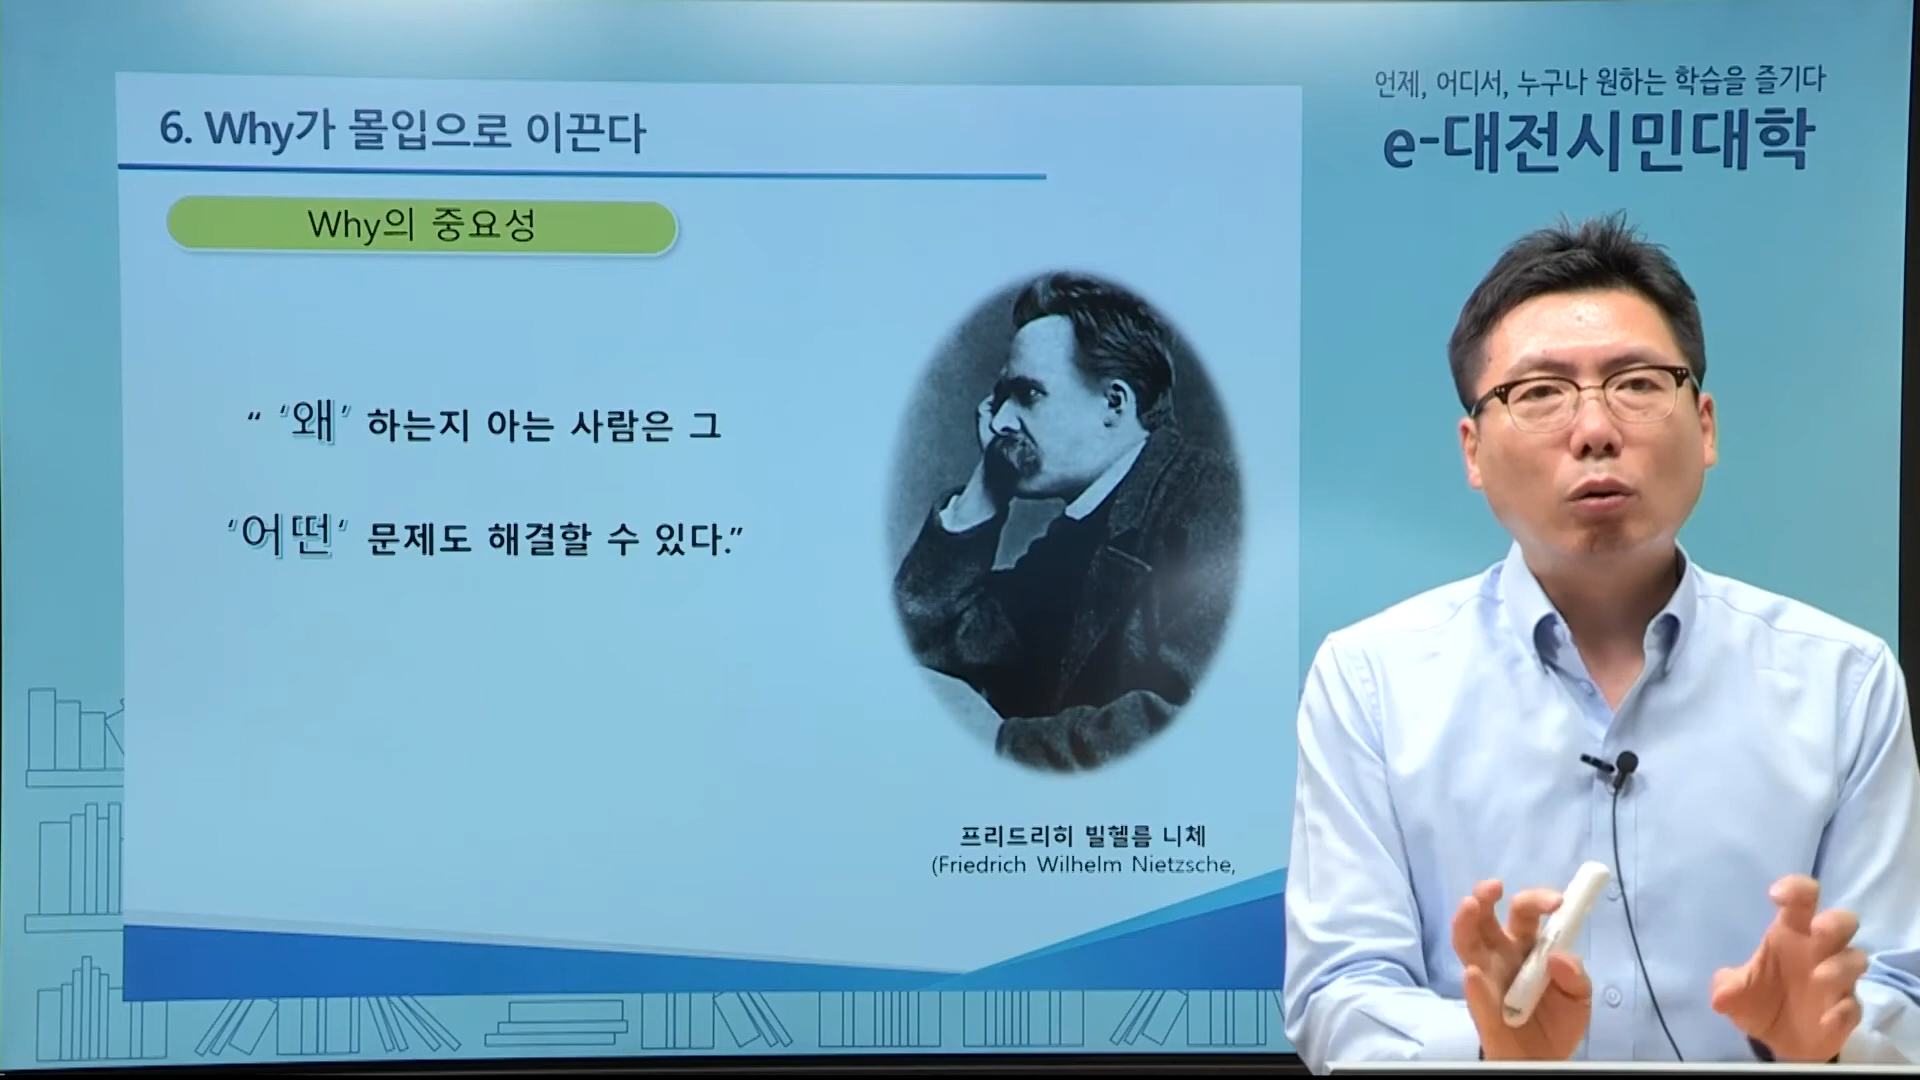 6. Why가 몰입으로 이끈다
Why의 중요성
“ ‘왜’ 하는지 아는 사람은 그
‘어떤’ 문제도 해결할 수 있다.”
프리드리히 빌헬름 니체
(Friedrich Wilhelm Nietzsche,
언제, 어디서, 누구나 원하는 학습을 즐기다
e-대전시민대학